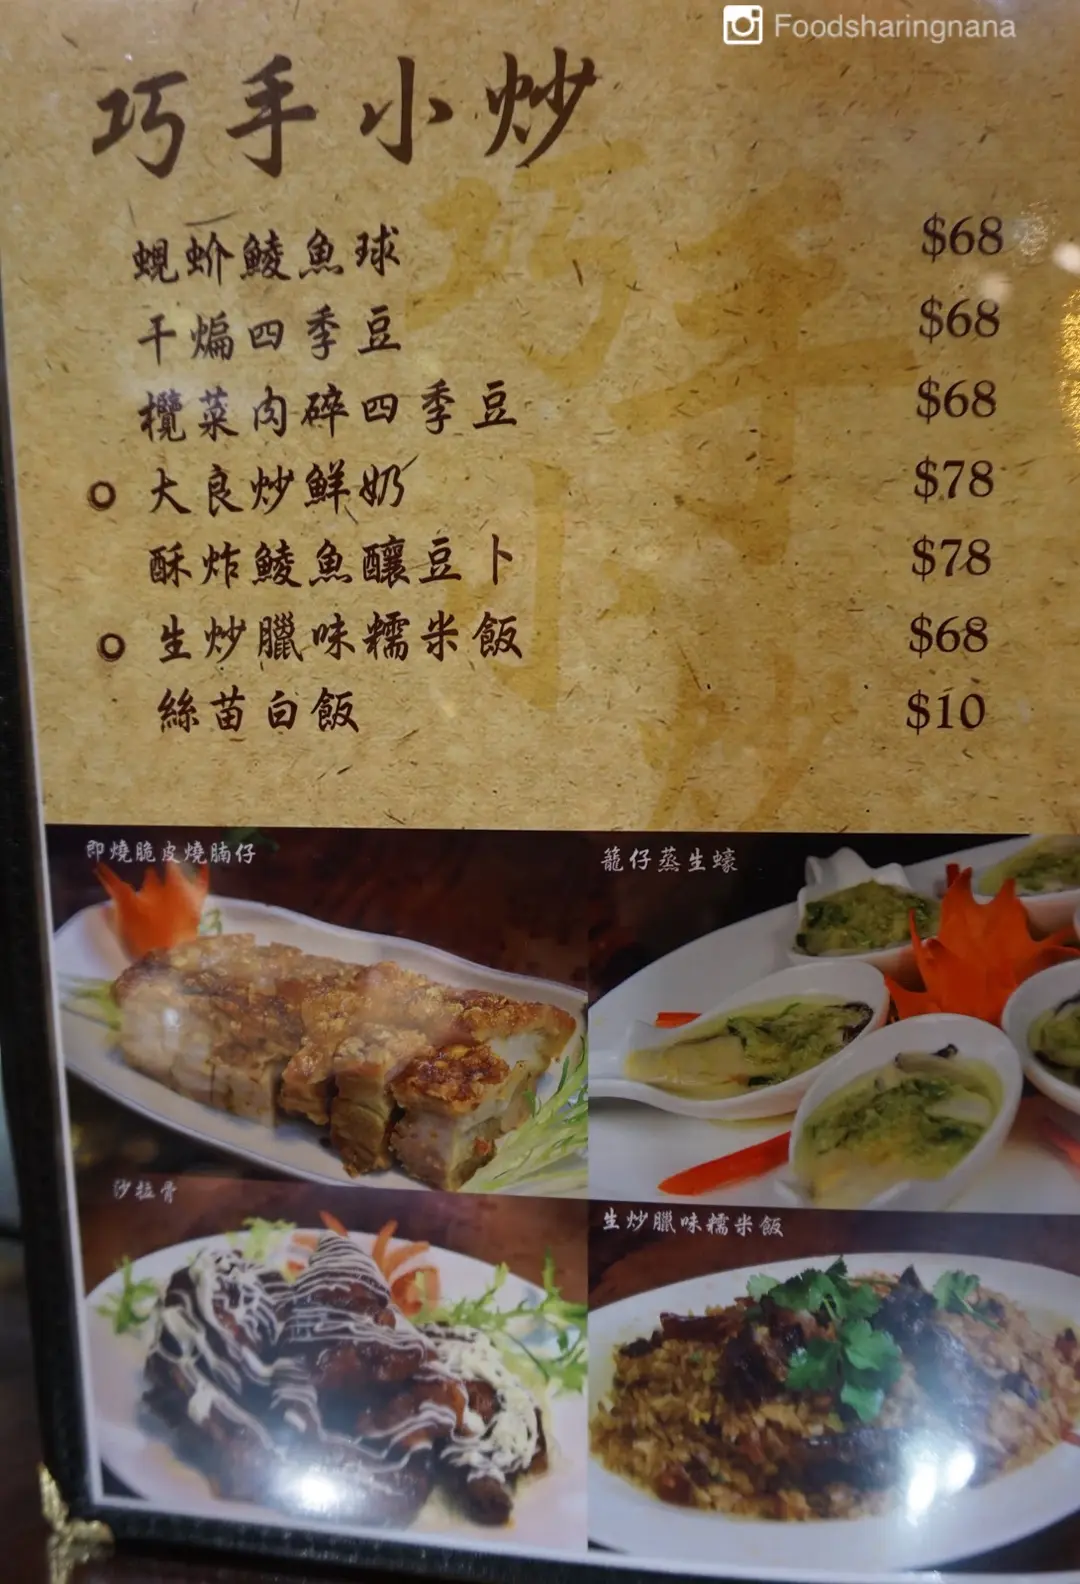 Foodsharingnana
巧手小炒
蜆蚧鯪魚球 $68
干煸四季豆 $68
欖菜肉碎四季豆 $68
大良炒鮮奶 $78
酥炸鯪魚釀豆卜 $78
生炒臘味糯米飯 $68
絲苗白飯 $10
即燒脆皮燒腩仔
籠仔蒸生蠔
沙拉骨
生炒臘味糯米飯